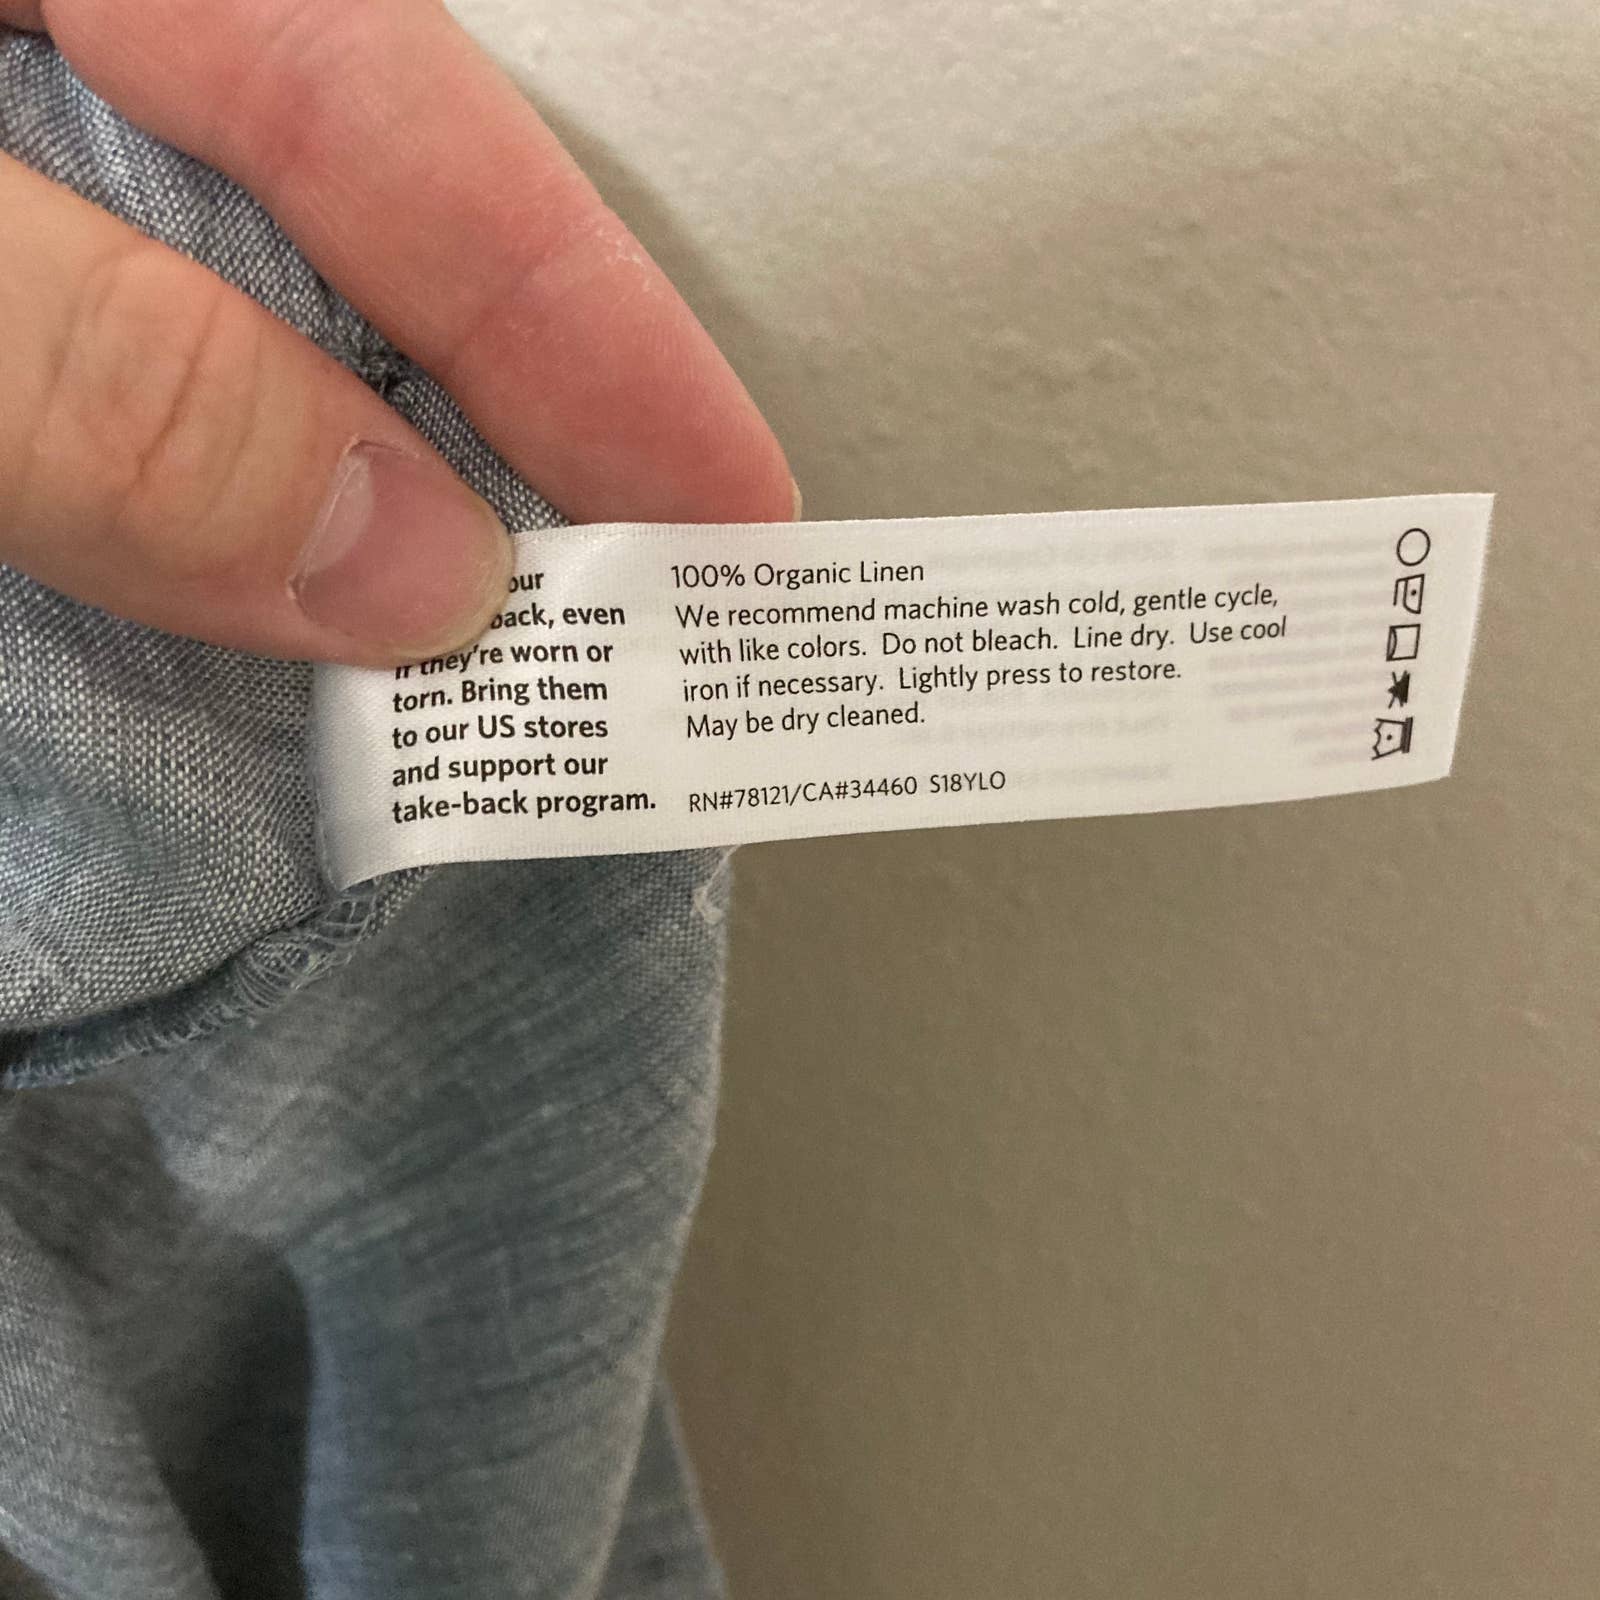 our
back, even
if they're worn or
torn. Bring them
to our US stores
and support our
take-back program.
100% Organic Linen
We recommend machine wash cold, gentle cycle,
with like colors.  Do not bleach.  Line dry.  Use cool
iron if necessary.  Lightly press to restore.
May be dry cleaned.
RN#78121/CA#34460  S18YLO